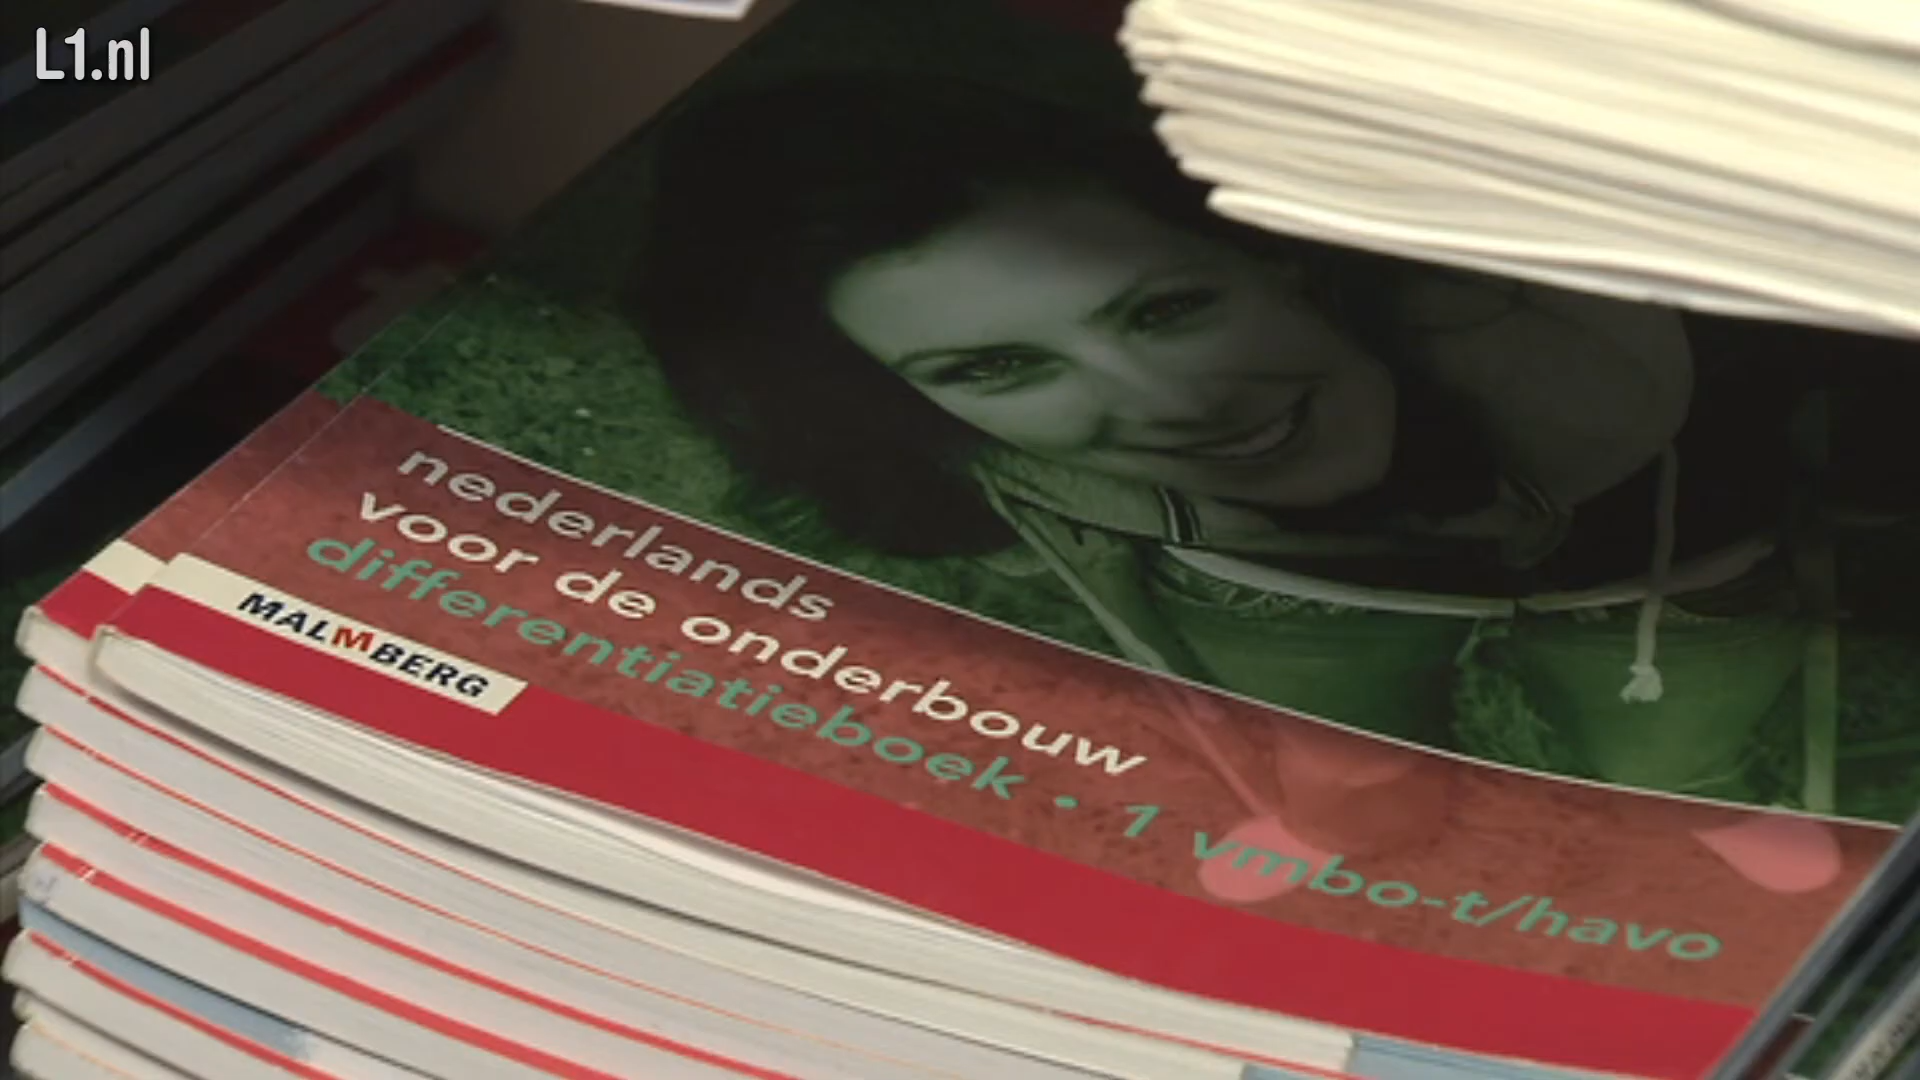 L1.nl
nederlands
voor de onderbouw
differentiatieboek • 1 vmbo-t/havo
MALMBERG